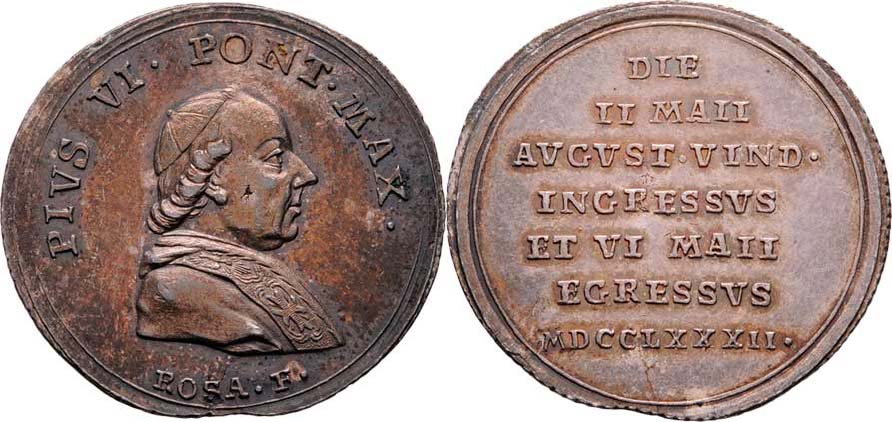 PIVS VI · PONT · MAX ·
ROSA . F .
DIE
II MAII
AVGVST · VIND ·
INGRESSVS
ET VI MAII
EGRESSVS
MDCCLXXXII ·